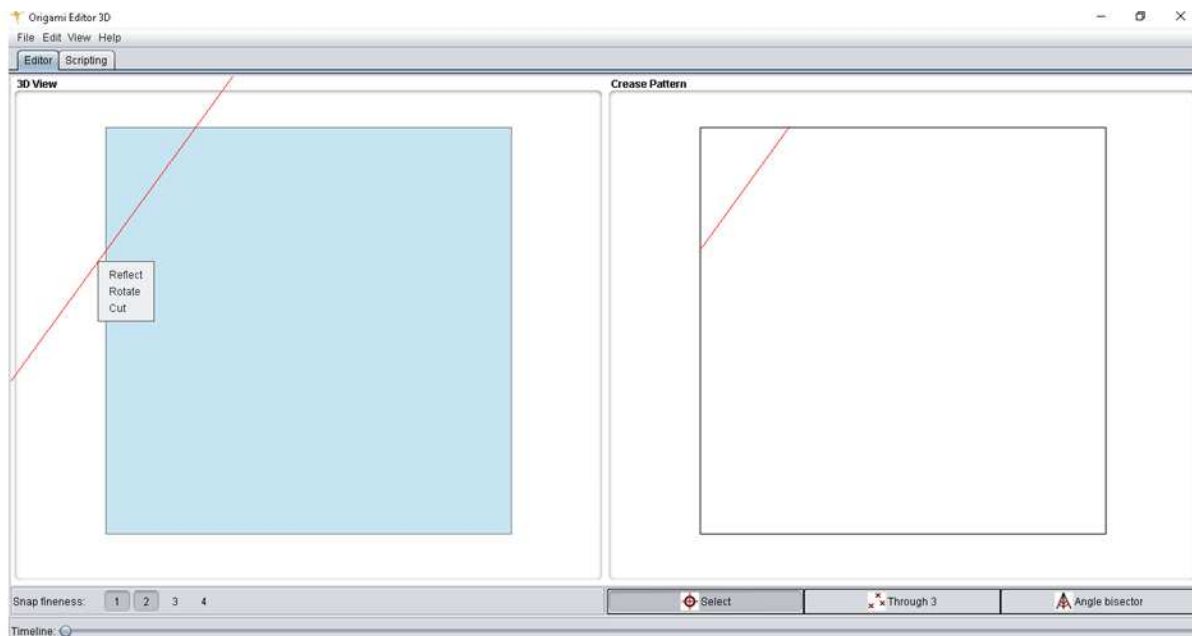 Origami Editor 3D
File Edit View Help
Editor Scripting
3D View Crease Pattern
Reflect
Rotate
Cut
Snap fineness: 1 2 3 4 Select Through 3 Angle bisector
Timeline: